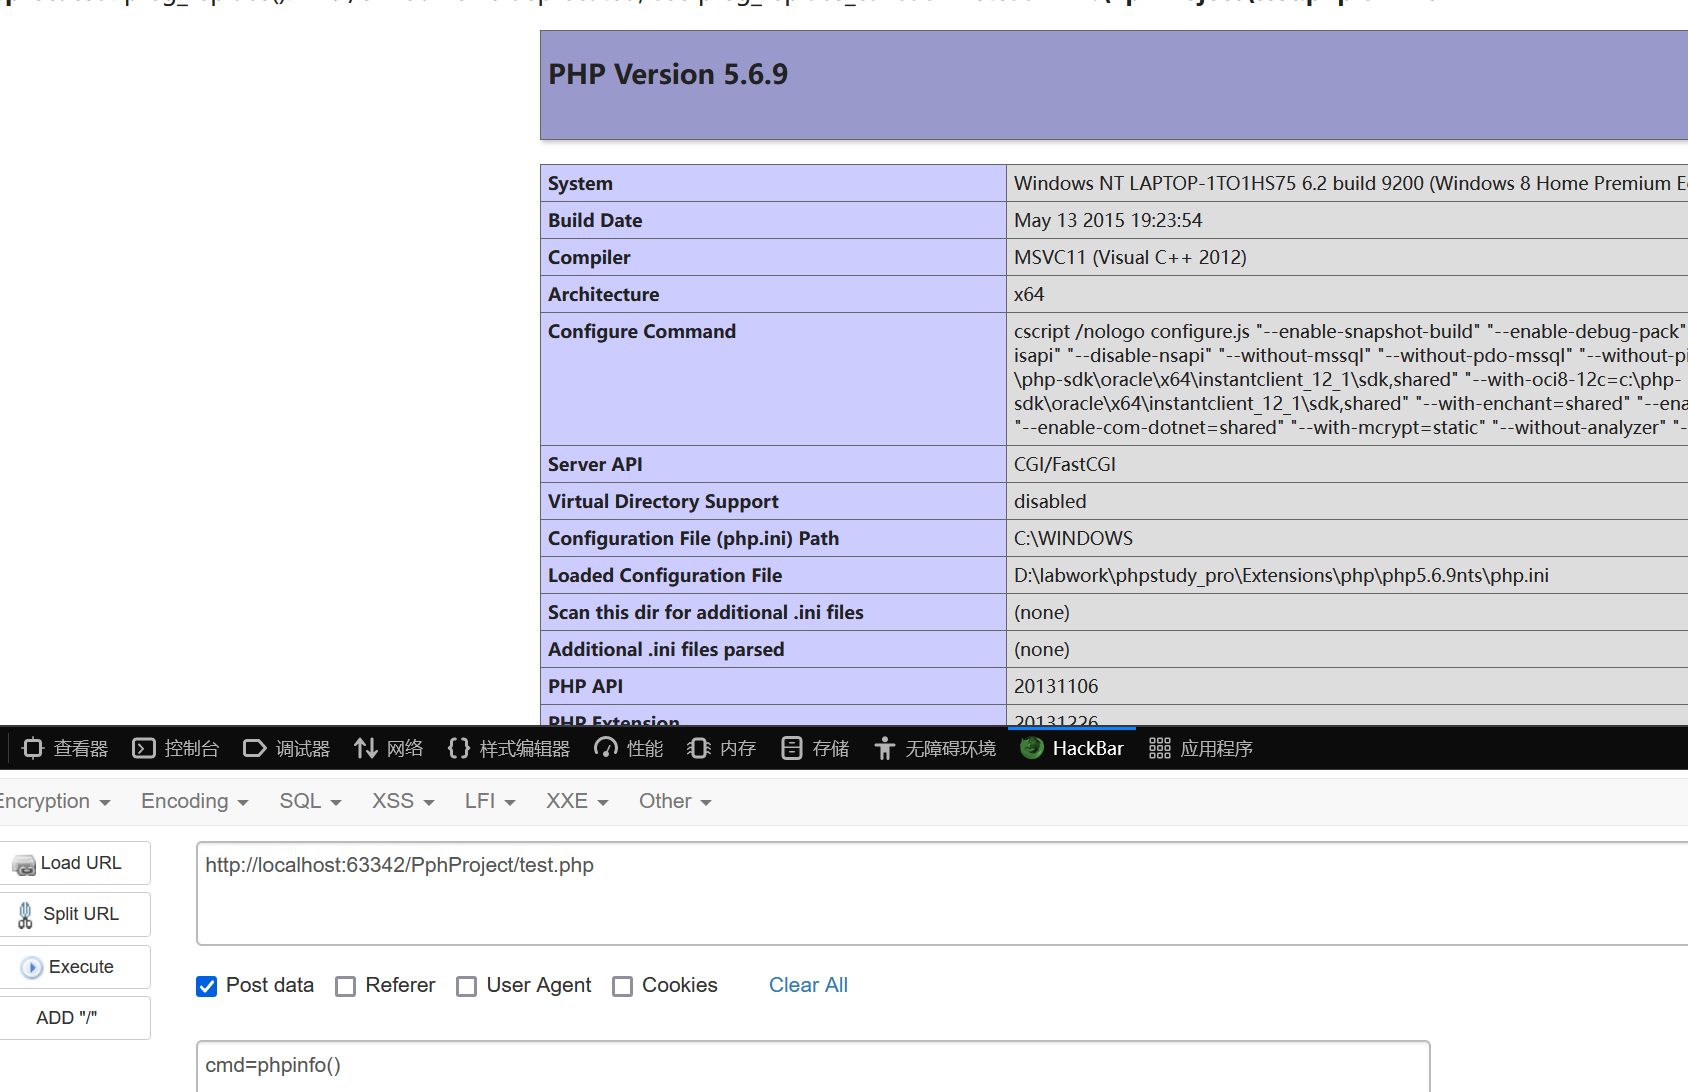 PHP Version 5.6.9
System Windows NT LAPTOP-1TO1HS75 6.2 build 9200 (Windows 8 Home Premium E
Build Date May 13 2015 19:23:54
Compiler MSVC11 (Visual C++ 2012)
Architecture x64
Configure Command cscript /nologo configure.js "--enable-snapshot-build" "--enable-debug-pack"
isapi" "--disable-nsapi" "--without-mssql" "--without-pdo-mssql" "--without-pi
\php-sdk\oracle\x64\instantclient_12_1\sdk,shared" "--with-oci8-12c=c:\php-
sdk\oracle\x64\instantclient_12_1\sdk,shared" "--with-enchant=shared" "--ena
"--enable-com-dotnet=shared" "--with-mcrypt=static" "--without-analyzer" "-
Server API CGI/FastCGI
Virtual Directory Support disabled
Configuration File (php.ini) Path C:\WINDOWS
Loaded Configuration File D:\labwork\phpstudy_pro\Extensions\php\php5.6.9nts\php.ini
Scan this dir for additional .ini files (none)
Additional .ini files parsed (none)
PHP API 20131106
PHP Extension 20131226
查看器 控制台 调试器 网络 样式编辑器 性能 内存 存储 无障碍环境 HackBar 应用程序
Encryption Encoding SQL XSS LFI XXE Other
Load URL
http://localhost:63342/PphProject/test.php
Split URL
Execute
Post data Referer User Agent Cookies Clear All
ADD "/"
cmd=phpinfo()